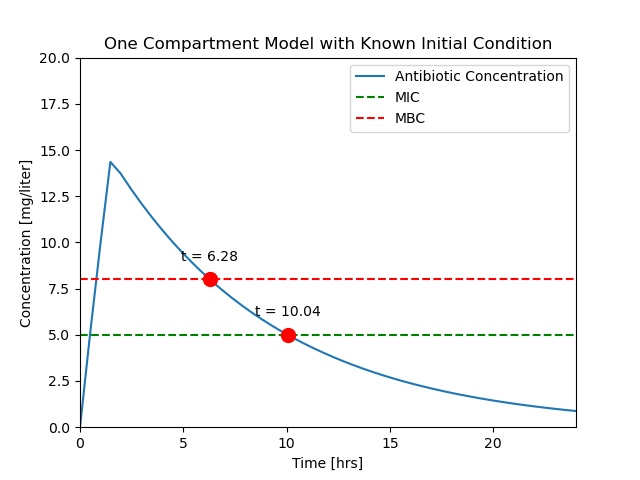 One Compartment Model with Known Initial Condition
Concentration [mg/liter]
20.0
17.5
15.0
12.5
10.0
7.5
5.0
2.5
0.0
Antibiotic Concentration
MIC
MBC
t = 6.28
t = 10.04
0
5
10
15
20
Time [hrs]